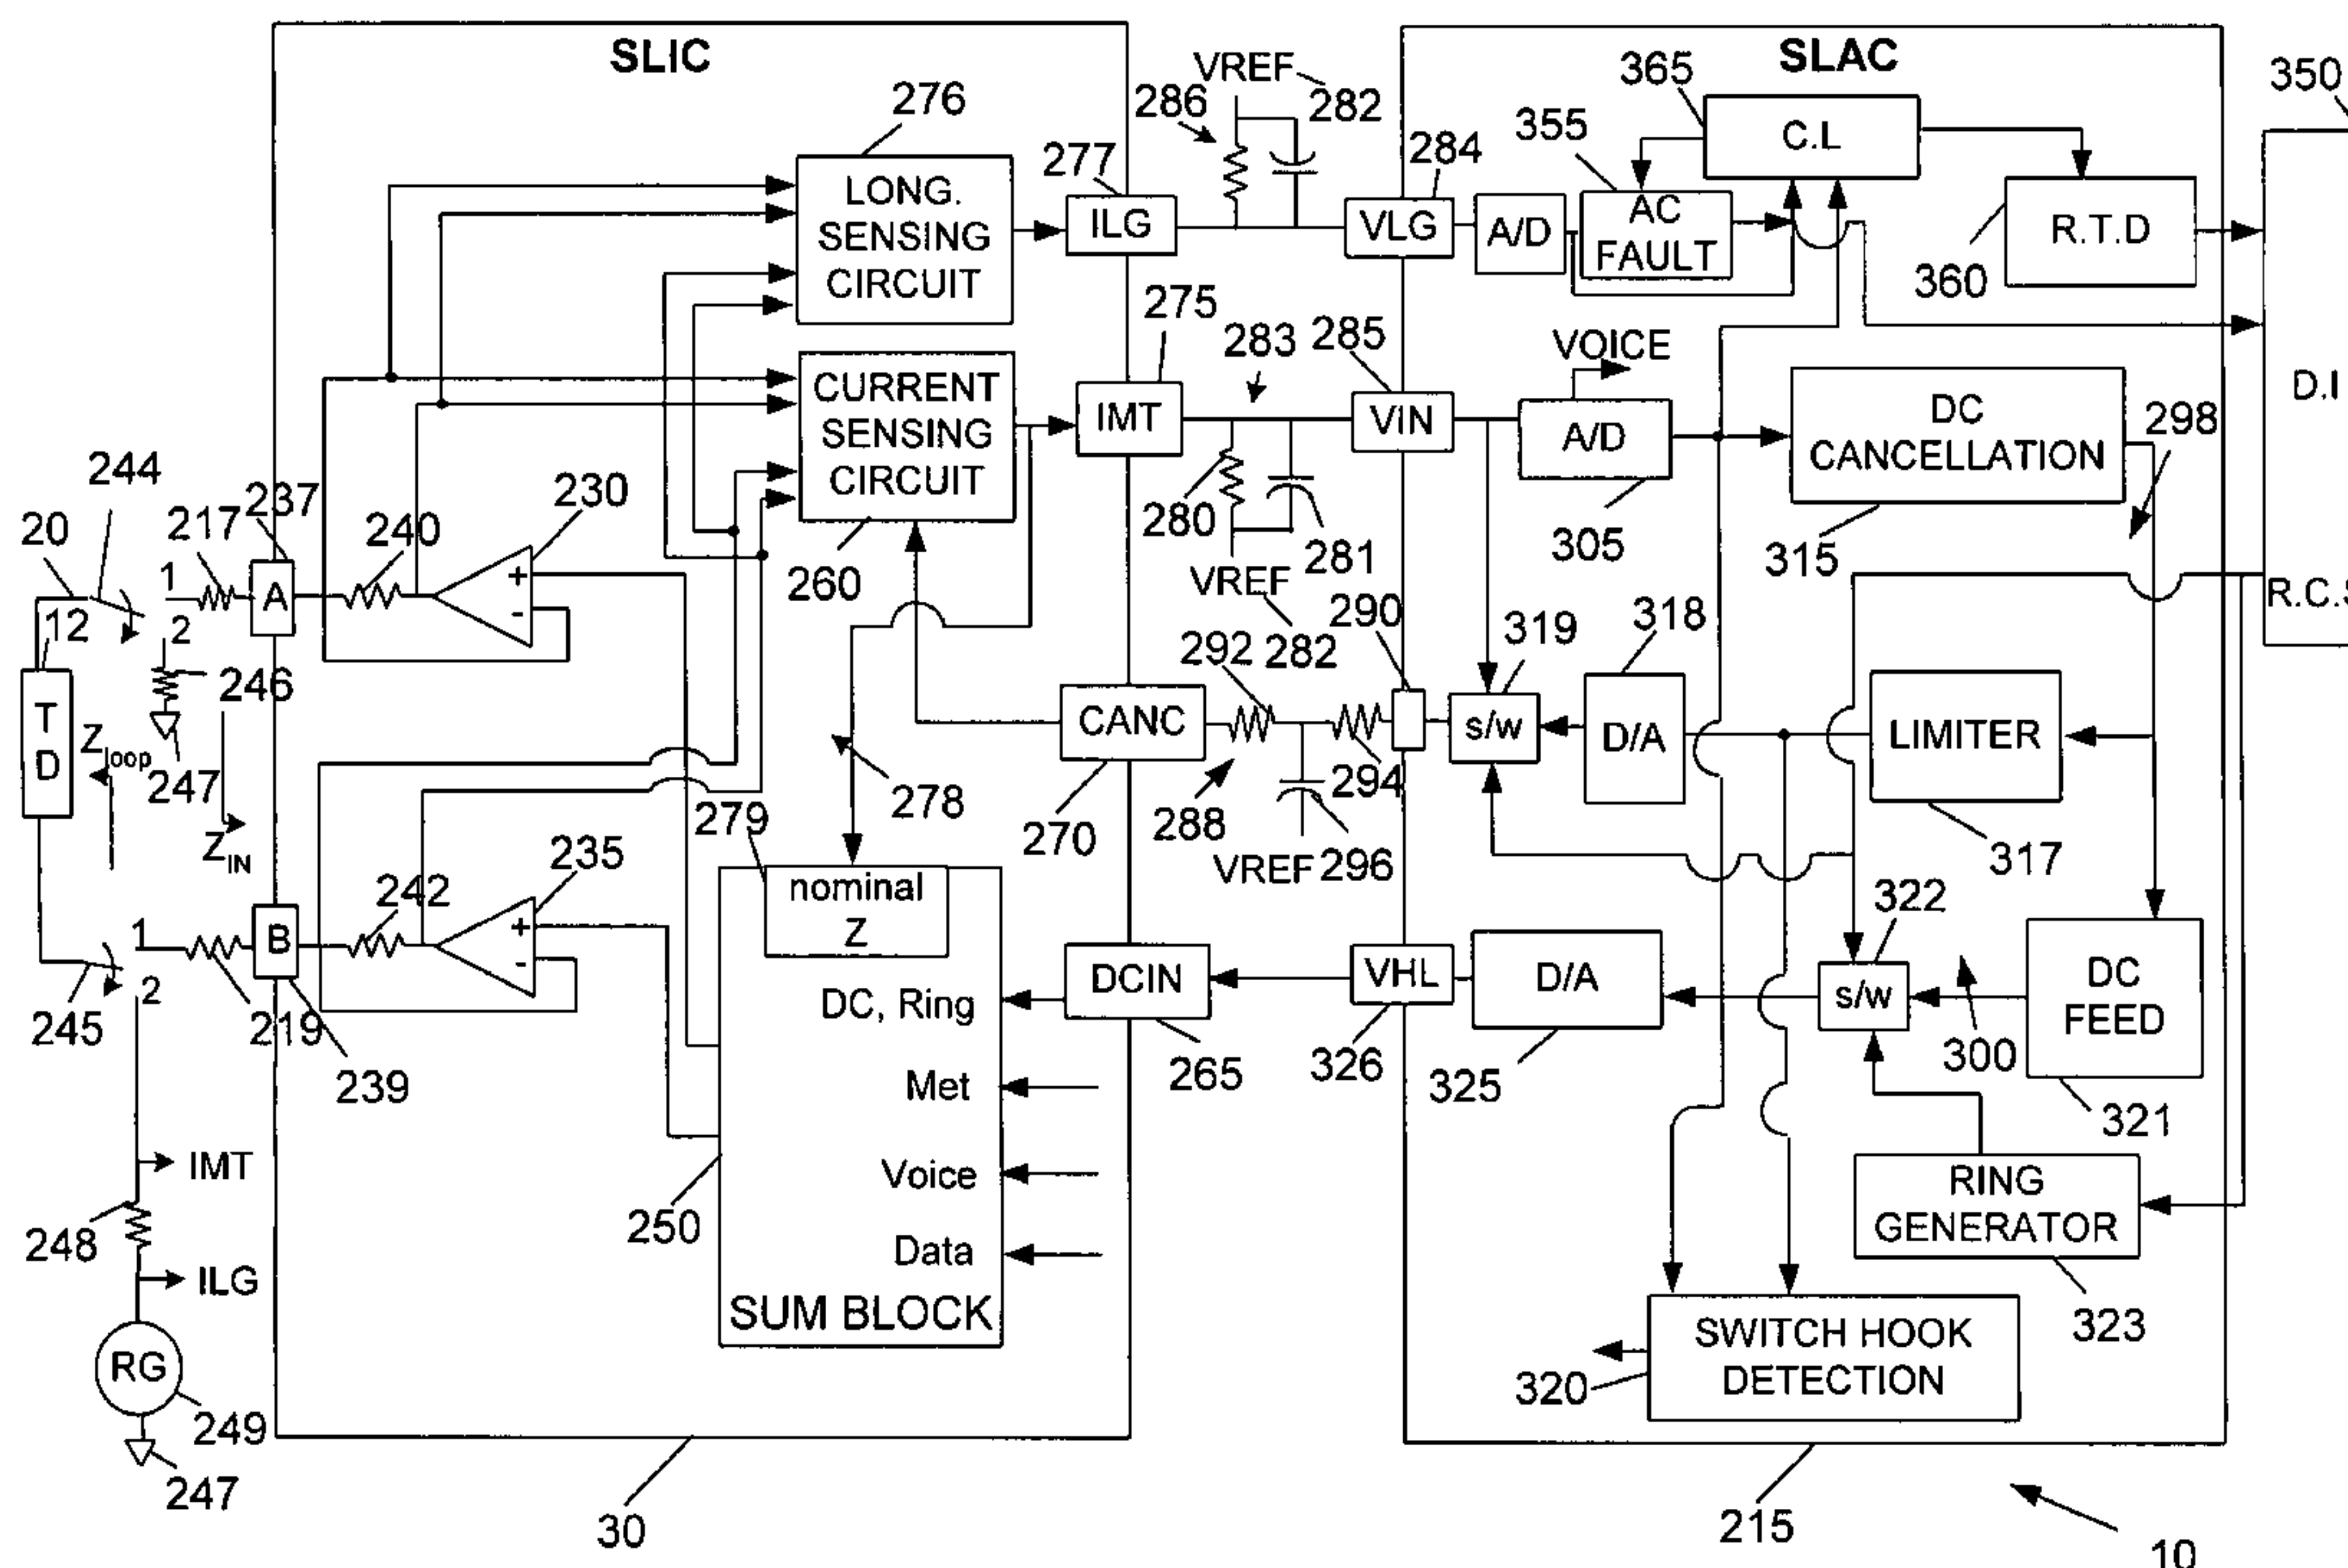 SLIC
SLAC
350
VREF
282
286
365
276
355
C.L
277
284
LONG.
SENSING
CIRCUIT
ILG
VLG
A/D
AC
FAULT
R.T.D
360
275
283
285
VOICE
D.I
CURRENT
SENSING
CIRCUIT
IMT
VIN
A/D
DC
CANCELLATION
298
244
237
230
20
217
240
280
281
305
315
260
VREF
282
A
+
-
1
2
12
290
319
318
292
246
T
D
Z loop
CANC
s/w
D/A
LIMITER
247
278
294
Z IN
279
270
288
317
235
VREF
296
nominal
Z
242
322
1
B
+
-
DCIN
VHL
D/A
s/w
DC
FEED
2
DC, Ring
245
219
300
239
Met
265
326
325
321
IMT
Voice
RING
GENERATOR
250
248
Data
ILG
SUM BLOCK
323
SWITCH HOOK
DETECTION
RG
320
249
247
30
215
10